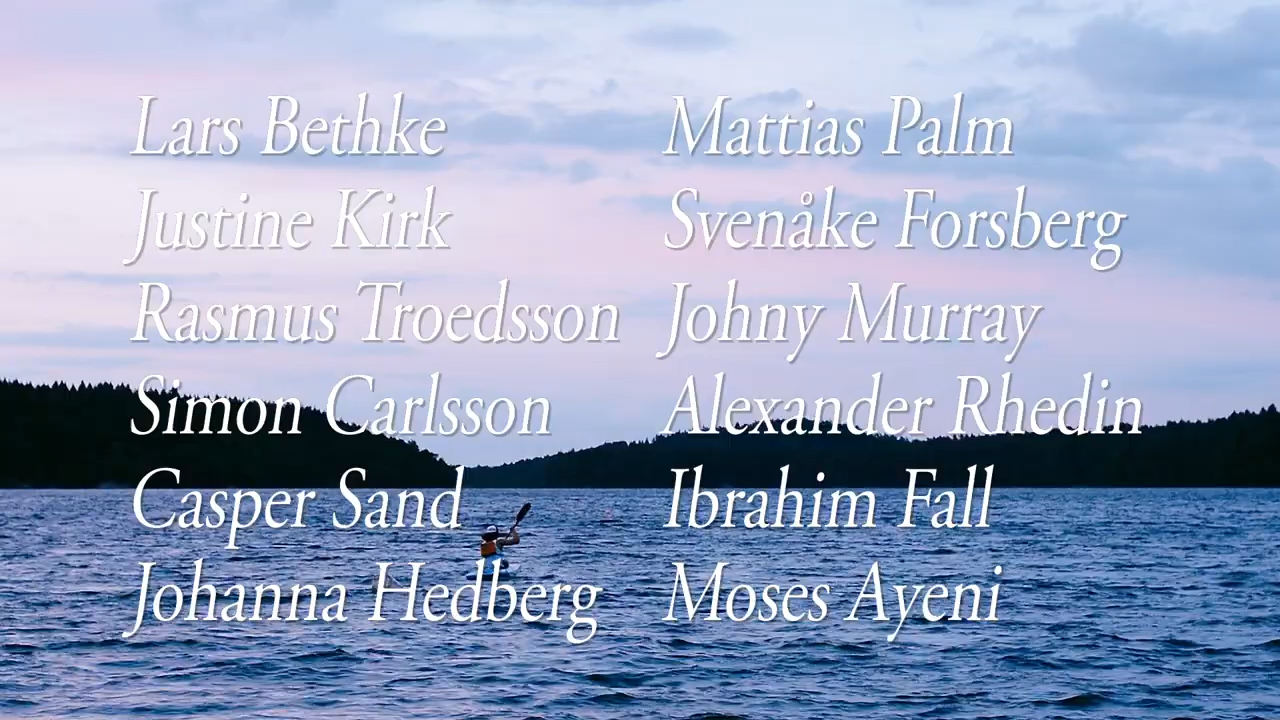 Lars Bethke
Justine Kirk
Rasmus Troedsson
Simon Carlsson
Casper Sand
Johanna Hedberg
Mattias Palm
Svenåke Forsberg
Johny Murray
Alexander Rhedin
Ibrahim Fall
Moses Ayeni